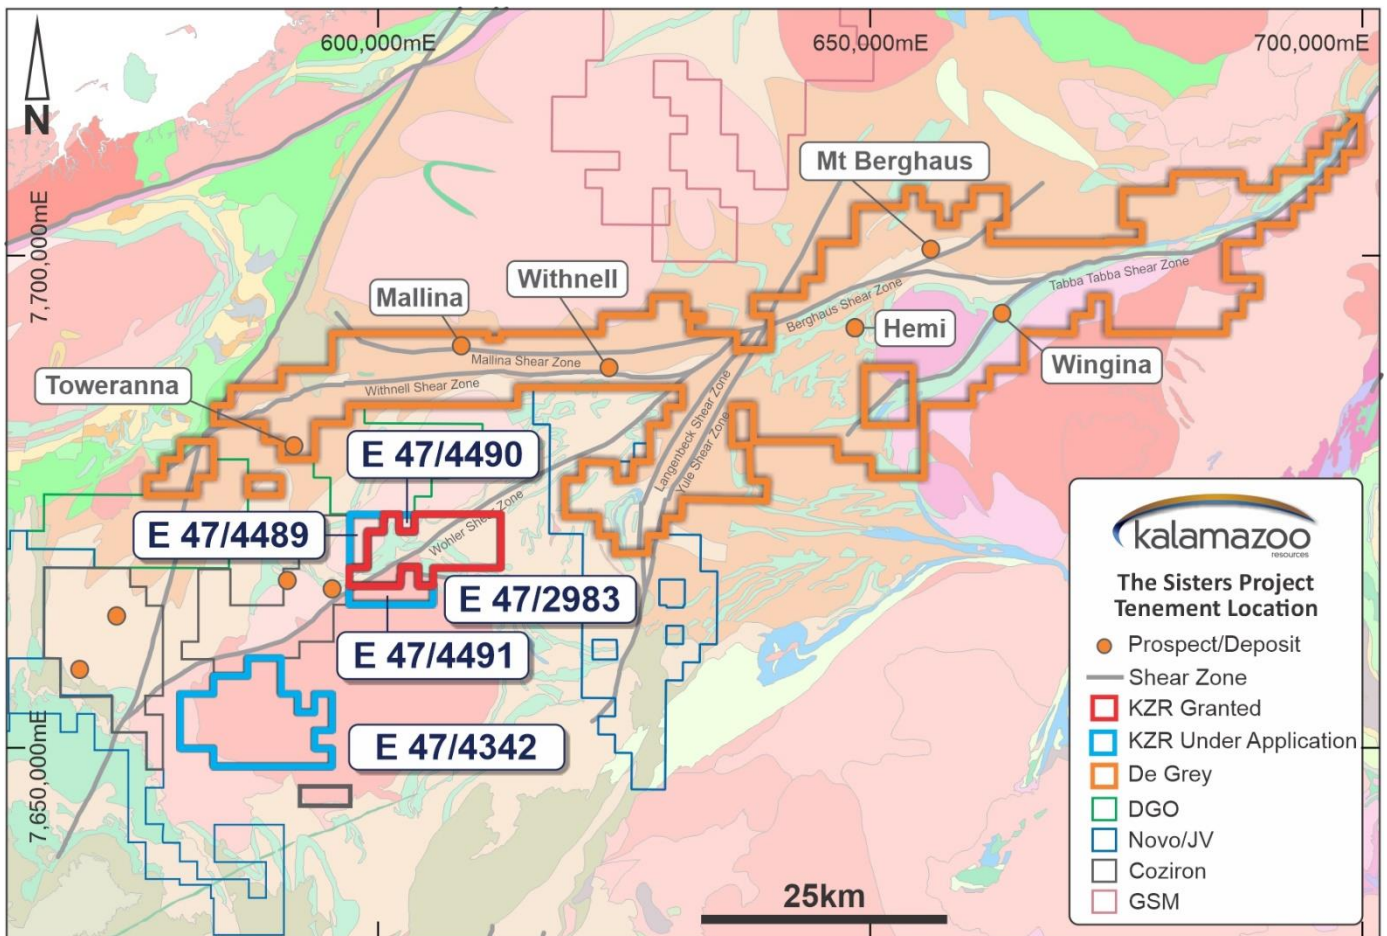 600,000mE
650,000mE
700,000mE
N
7,700,000mE
7,650,000mE
Mt Berghaus
Withnell
Mallina
Toweranna
Hemi
Wingina
Tabba Tabba Shear Zone
Berghaus Shear Zone
Mallina Shear Zone
Withnell Shear Zone
Langenbeck Shear Zone
Yule Shear Zone
Wohler Shear Zone
E 47/4490
E 47/4489
E 47/2983
E 47/4491
E 47/4342
25km
kalamazoo
resources
The Sisters Project
Tenement Location
Prospect/Deposit
Shear Zone
KZR Granted
KZR Under Application
De Grey
DGO
Novo/JV
Coziron
GSM